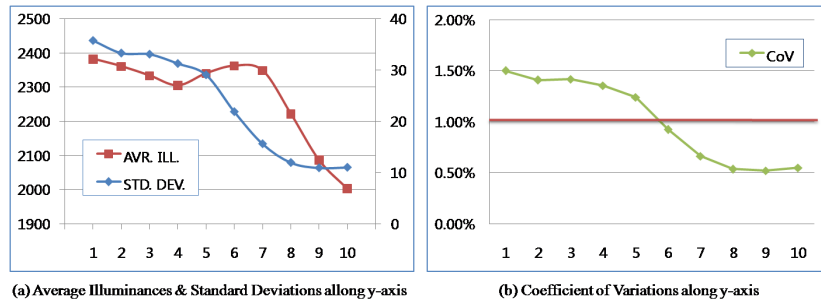 2500
2400
2300
2200
2100
2000
1900
40
30
20
10
0
AVR. ILL.
STD. DEV.
1 2 3 4 5 6 7 8 9 10
(a) Average Illuminances & Standard Deviations allong y-axis
2.00%
1.50%
1.00%
0.50%
0.00%
CoV
1 2 3 4 5 6 7 8 9 10
(b) Coefficient of Variations along y-axis